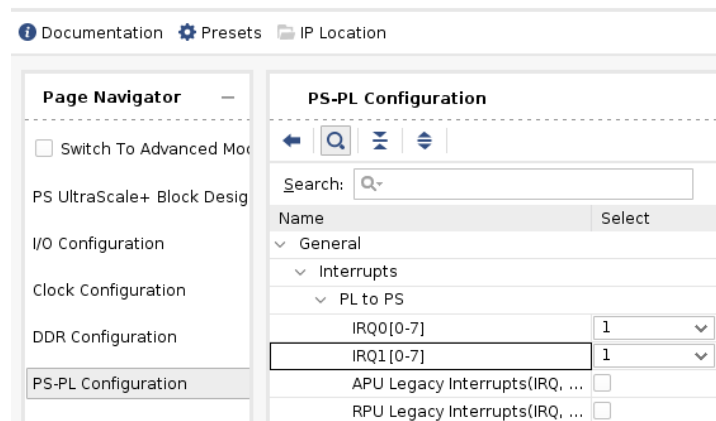 Documentation Presets IP Location
Page Navigator
Switch To Advanced Mod
PS UltraScale+ Block Desig
I/O Configuration
Clock Configuration
DDR Configuration
PS-PL Configuration
PS-PL Configuration
Search:
Name Select
General
Interrupts
PL to PS
IRQ0[0-7] 1
IRQ1[0-7] 1
APU Legacy Interrupts(IRQ, ...
RPU Legacy Interrupts(IRQ, ...